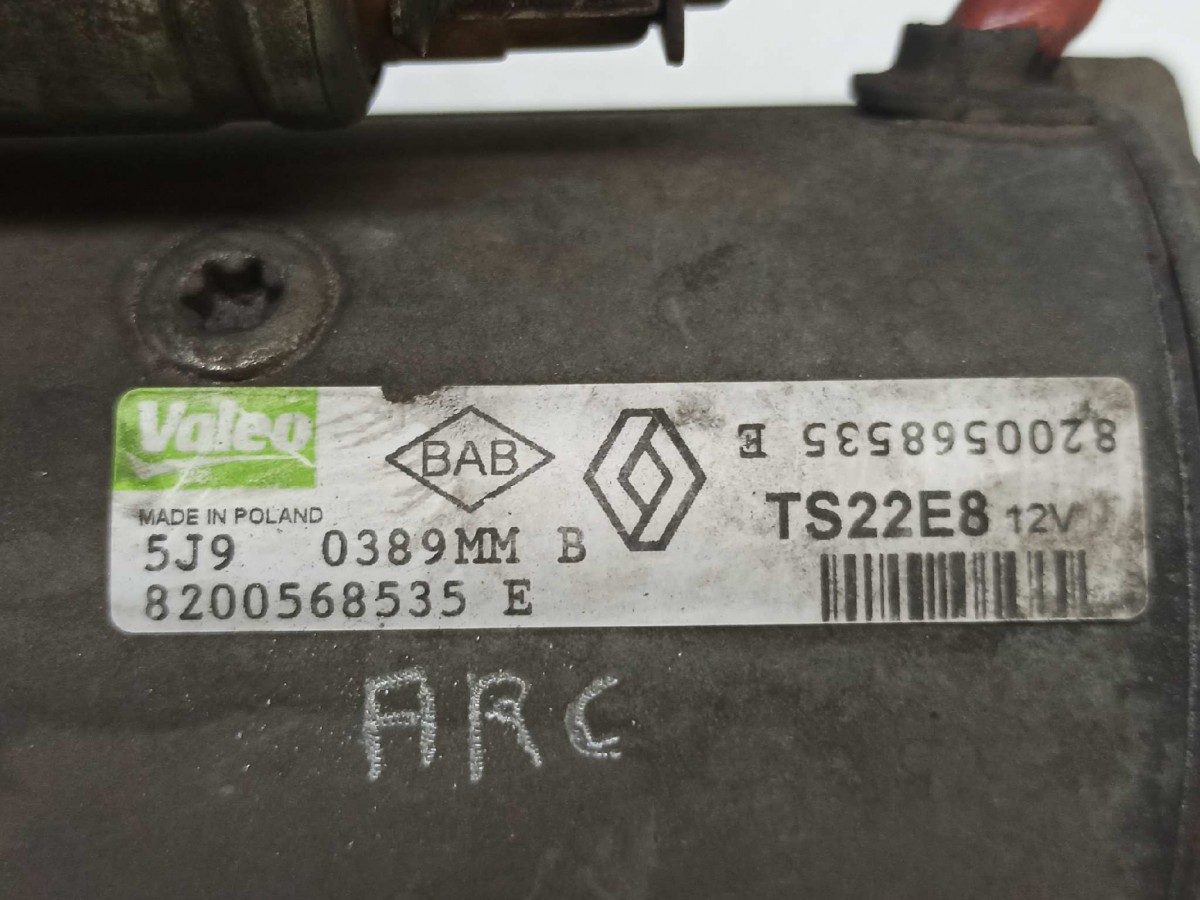 Valeo
BAB
8200568535 E
MADE IN POLAND
TS22E8 12V
5J9 0389MM B
8200568535 E
ARC